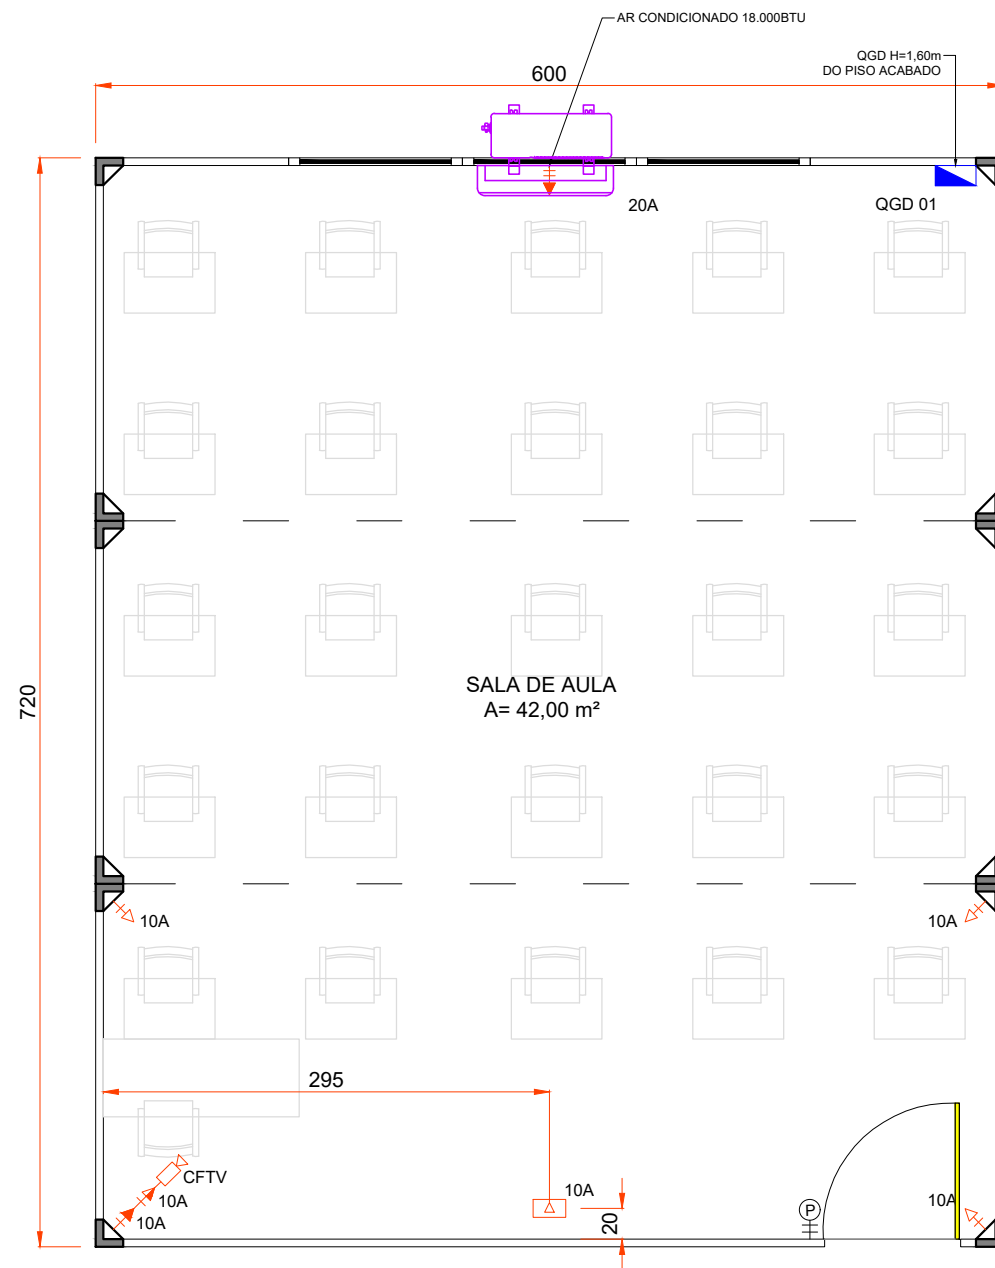 AR CONDICIONADO 18.000BTU
QGD H=1,60m
DO PISO ACABADO
600
20A
QGD 01
720
SALA DE AULA
A= 42,00 m²
10A
10A
295
CFTV
10A
10A
10A
20
P
10A